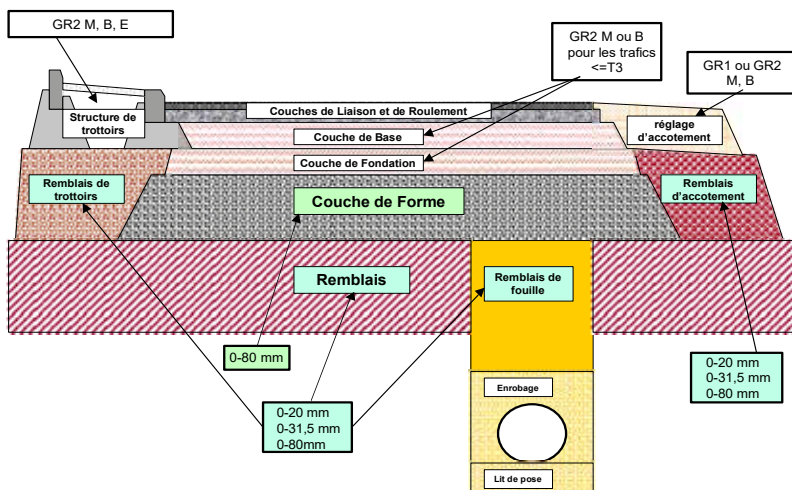 GR2 M, B, E
GR2 M ou B
pour les trafics
<=T3
GR1 ou GR2
M, B
Structure de
trottoirs
Couches de Liaison et de Roulement
Couche de Base
réglage
d'accotement
Couche de Fondation
Remblais de
trottoirs
Couche de Forme
Remblais
d'accotement
Remblais
Remblais de
fouille
0-80 mm
0-20 mm
0-31,5 mm
0-80 mm
0-20 mm
0-31,5 mm
0-80mm
Enrobage
Lit de pose